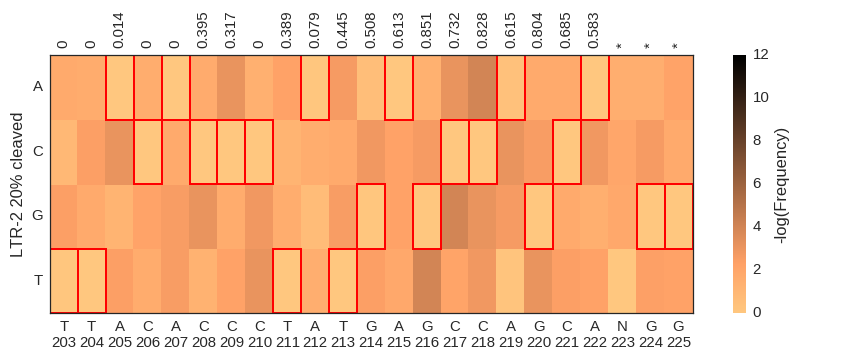 0 0 0.014 0 0 0.395 0.317 0 0.389 0.079 0.445 0.508 0.613 0.851 0.732 0.828 0.615 0.804 0.685 0.583 * * *
LTR-2 20% cleaved
A
C
G
T
T T A C A C C C T A T G A G C C A G C A N G G
203 204 205 206 207 208 209 210 211 212 213 214 215 216 217 218 219 220 221 222 223 224 225
12
10
8
6
4
2
0
-log(Frequency)